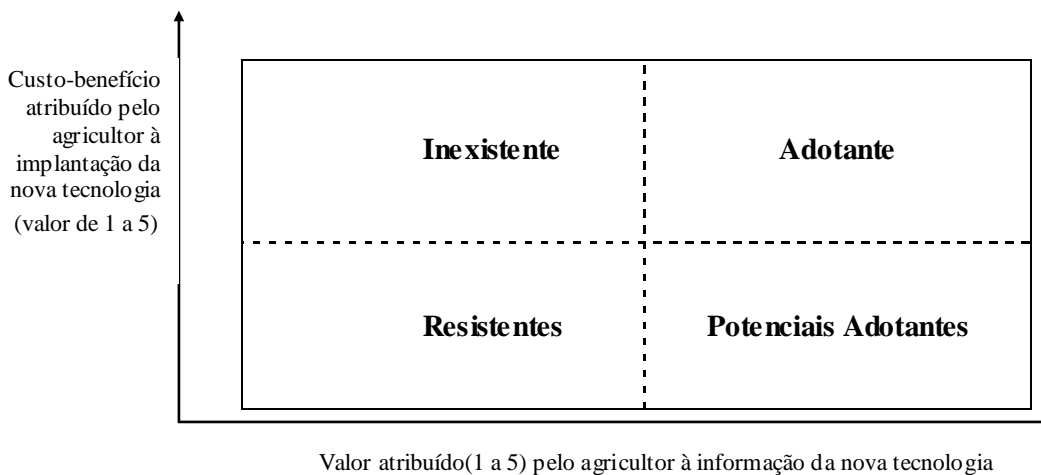 Custo-benefício
atribuído pelo
agricultor à
implantação da
nova tecnologia
(valor de 1 a 5)
Inexistente
Adotante
Resistentes
Potenciais Adotantes
Valor atribuído(1 a 5) pelo agricultor à informação da nova tecnologia